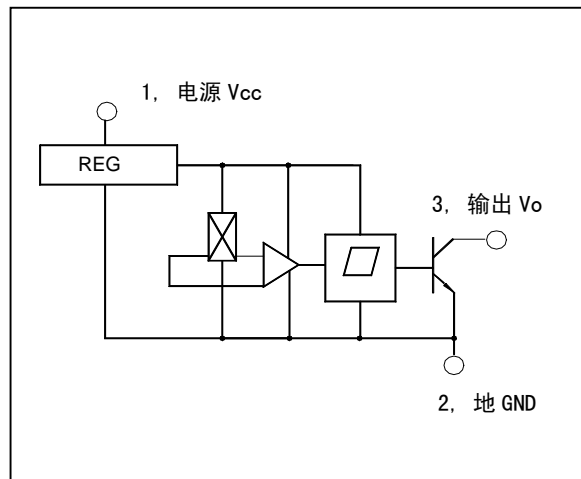 1, 电源 Vcc
REG
3, 输出 Vo
2, 地 GND